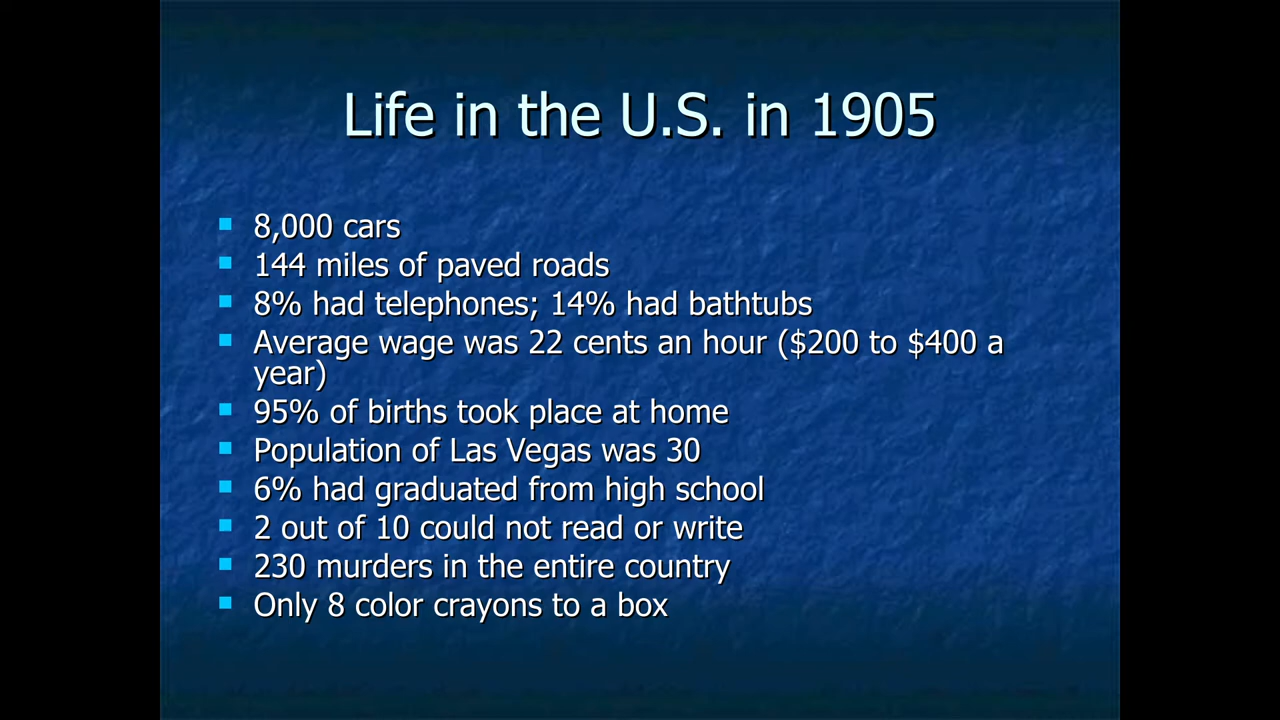 Life in the U.S. in 1905
8,000 cars
144 miles of paved roads
8% had telephones; 14% had bathtubs
Average wage was 22 cents an hour ($200 to $400 a
year)
95% of births took place at home
Population of Las Vegas was 30
6% had graduated from high school
2 out of 10 could not read or write
230 murders in the entire country
Only 8 color crayons to a box